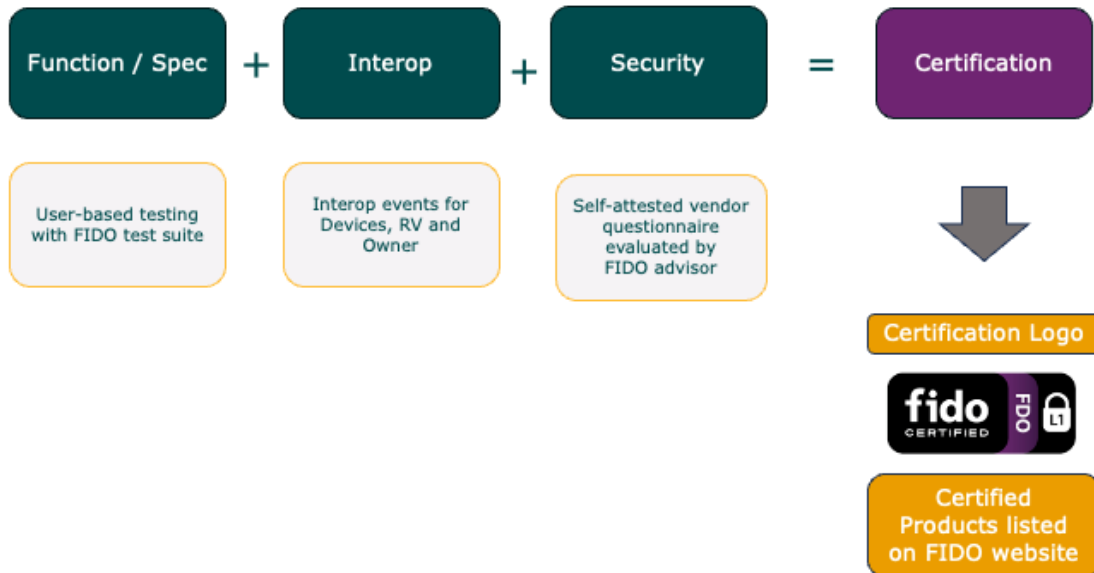 Function / Spec
+
Interop
+
Security
=
Certification
User-based testing
with FIDO test suite
Interop events for
Devices, RV and
Owner
Self-attested vendor
questionnaire
evaluated by
FIDO advisor
Certification Logo
fido
CERTIFIED
FDO
L1
Certified
Products listed
on FIDO website